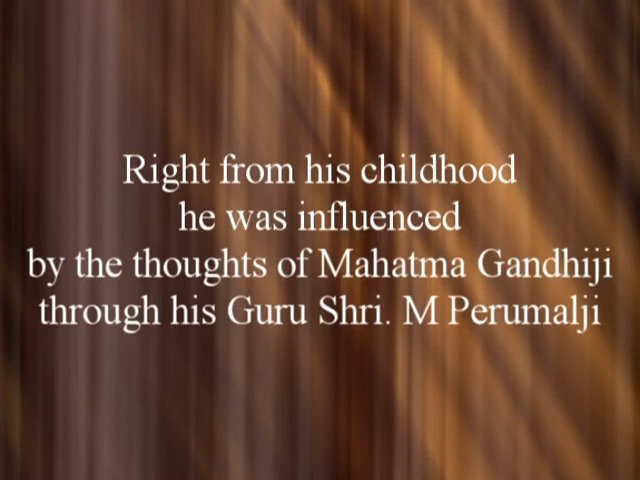 Right from his childhood
he was influenced
by the thoughts of Mahatma Gandhiji
through his Guru Shri. M Perumalji